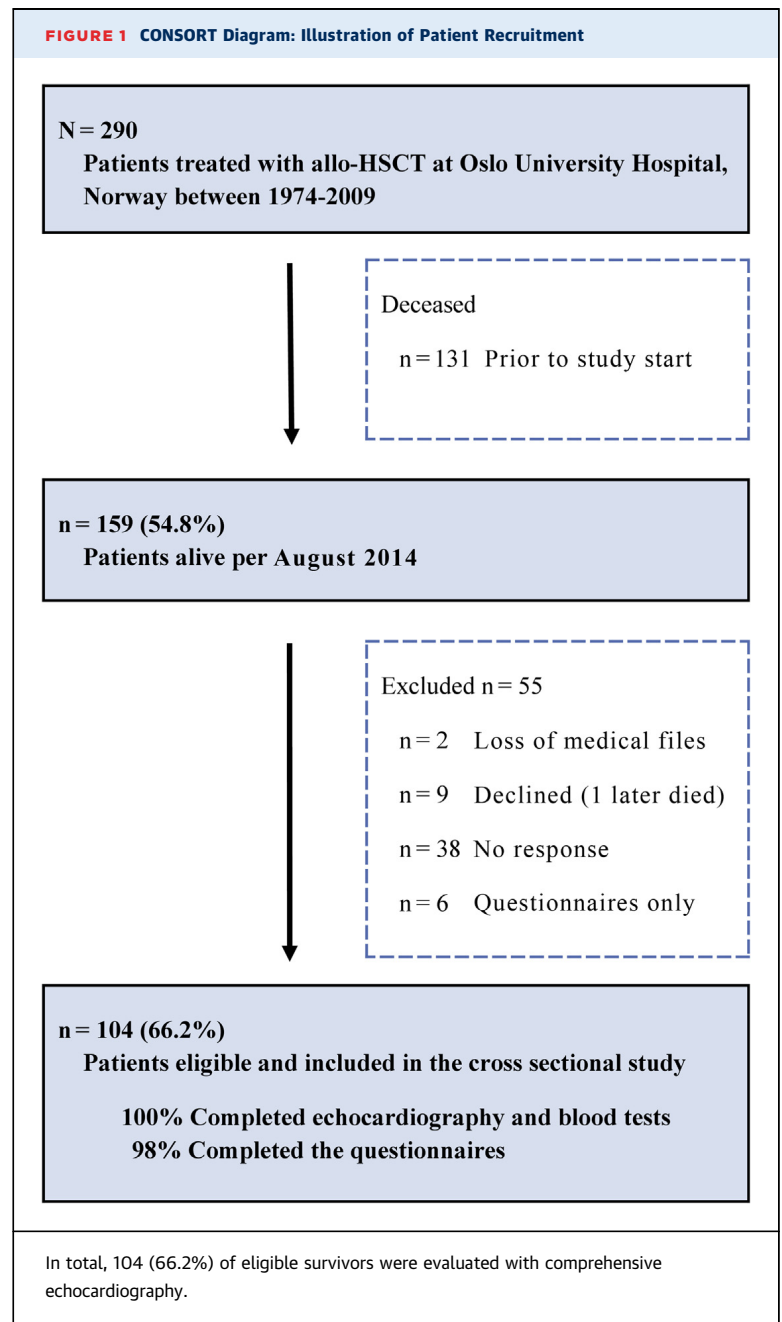 FIGURE 1 CONSORT Diagram: Illustration of Patient Recruitment
N = 290
Patients treated with allo-HSCT at Oslo University Hospital,
Norway between 1974-2009
Deceased
n = 131 Prior to study start
n = 159 (54.8%)
Patients alive per August 2014
Excluded n = 55
n = 2 Loss of medical files
n = 9 Declined (1 later died)
n = 38 No response
n = 6 Questionnaires only
n = 104 (66.2%)
Patients eligible and included in the cross sectional study
100% Completed echocardiography and blood tests
98% Completed the questionnaires
In total, 104 (66.2%) of eligible survivors were evaluated with comprehensive
echocardiography.